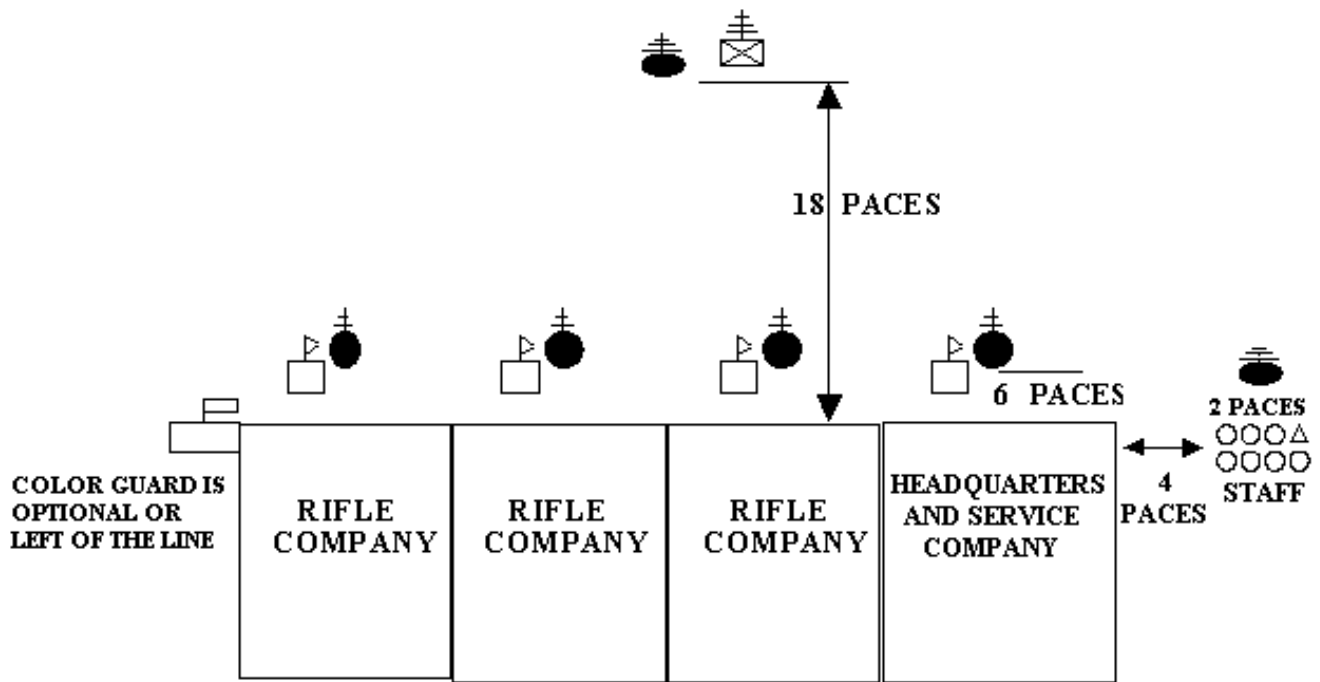 18 PACES
6 PACES
2 PACES
4
PACES
STAFF
COLOR GUARD IS
OPTIONAL OR
LEFT OF THE LINE
RIFLE
COMPANY
RIFLE
COMPANY
RIFLE
COMPANY
HEADQUARTERS
AND SERVICE
COMPANY